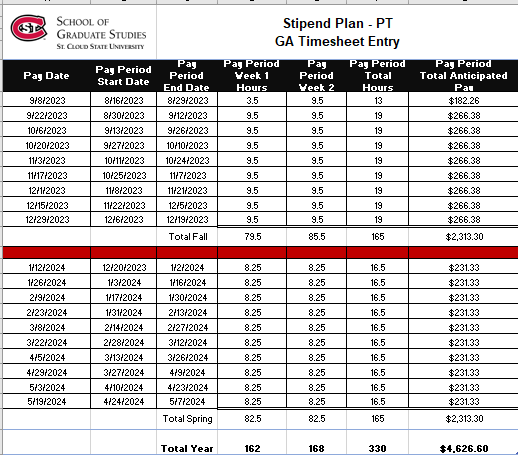 SCHOOL OF
GRADUATE STUDIES
ST. CLOUD STATE UNIVERSITY
Stipend Plan - PT
GA Timesheet Entry
Pay Date Pay Period Start Date Pay Period End Date Pay Period Week 1 Hours Pay Period Week 2 Pay Period Total Hours Pay Period Total Anticipated Pay
9/8/2023 8/16/2023 8/29/2023 3.5 9.5 13 $182.26
9/22/2023 8/30/2023 9/12/2023 9.5 9.5 19 $266.38
10/6/2023 9/13/2023 9/26/2023 9.5 9.5 19 $266.38
10/20/2023 9/27/2023 10/10/2023 9.5 9.5 19 $266.38
11/3/2023 10/11/2023 10/24/2023 9.5 9.5 19 $266.38
11/17/2023 10/25/2023 11/7/2023 9.5 9.5 19 $266.38
12/1/2023 11/8/2023 11/21/2023 9.5 9.5 19 $266.38
12/15/2023 11/22/2023 12/5/2023 9.5 9.5 19 $266.38
12/29/2023 12/6/2023 12/19/2023 9.5 9.5 19 $266.38
Total Fall 79.5 85.5 165 $2,313.30
1/12/2024 12/20/2023 1/2/2024 8.25 8.25 16.5 $231.33
1/26/2024 1/3/2024 1/16/2024 8.25 8.25 16.5 $231.33
2/9/2024 1/17/2024 1/30/2024 8.25 8.25 16.5 $231.33
2/23/2024 1/31/2024 2/13/2024 8.25 8.25 16.5 $231.33
3/8/2024 2/14/2024 2/27/2024 8.25 8.25 16.5 $231.33
3/22/2024 2/28/2024 3/12/2024 8.25 8.25 16.5 $231.33
4/5/2024 3/13/2024 3/26/2024 8.25 8.25 16.5 $231.33
4/29/2024 3/27/2024 4/9/2024 8.25 8.25 16.5 $231.33
5/3/2024 4/10/2024 4/23/2024 8.25 8.25 16.5 $231.33
5/19/2024 4/24/2024 5/7/2024 8.25 8.25 16.5 $231.33
Total Spring 82.5 82.5 165 $2,313.30
Total Year 162 168 330 $4,626.60